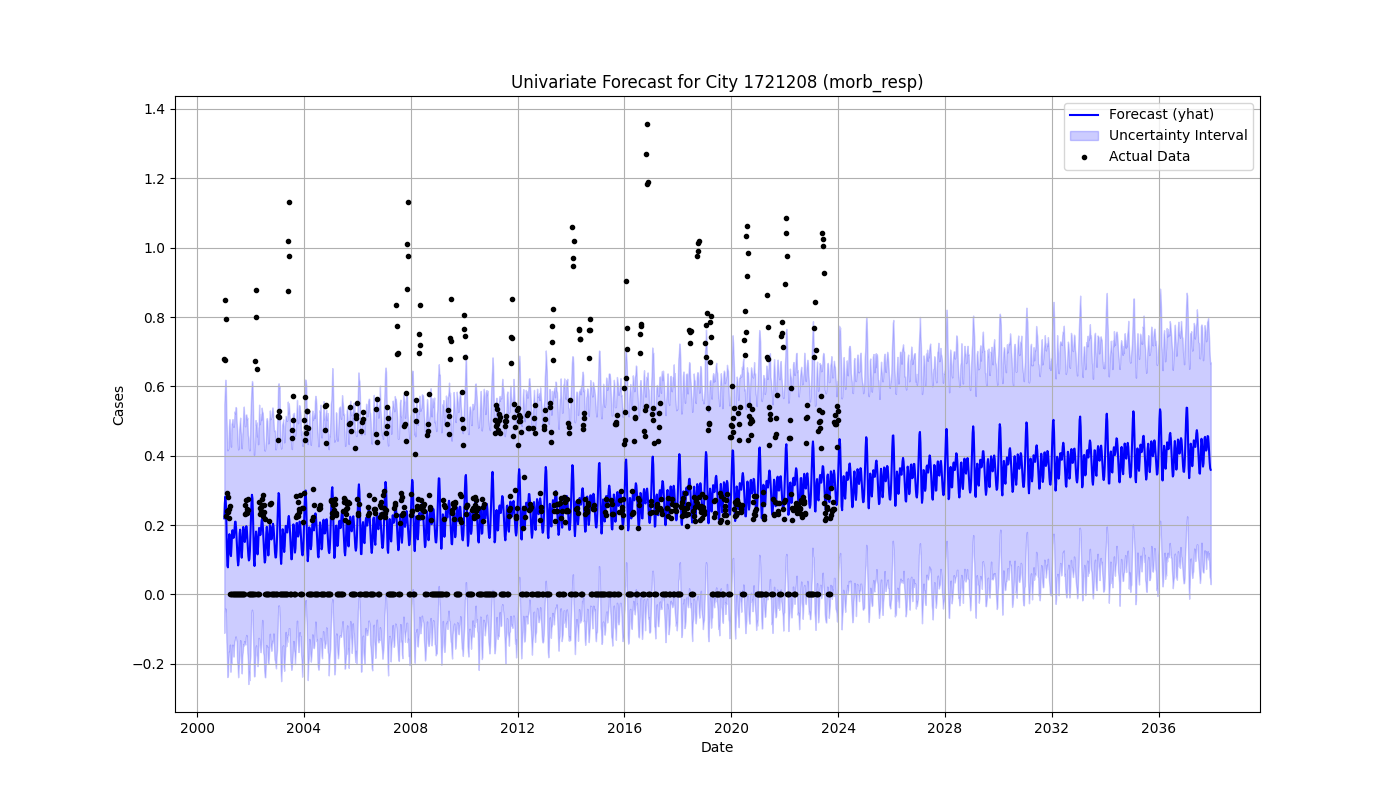 Univariate Forecast for City 1721208 (morb_resp)
Forecast (yhat)
Uncertainty Interval
Actual Data
Cases
1.4
1.2
1.0
0.8
0.6
0.4
0.2
0.0
−0.2
2000 2004 2008 2012 2016 2020 2024 2028 2032 2036
Date